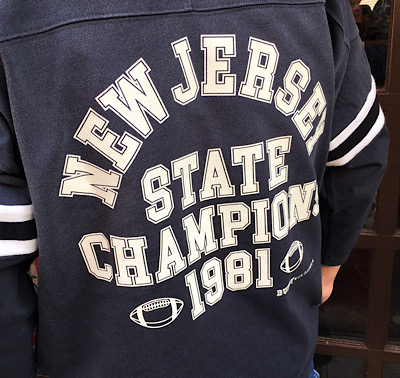 NEW JERSEY
STATE
CHAMPIONS
1981